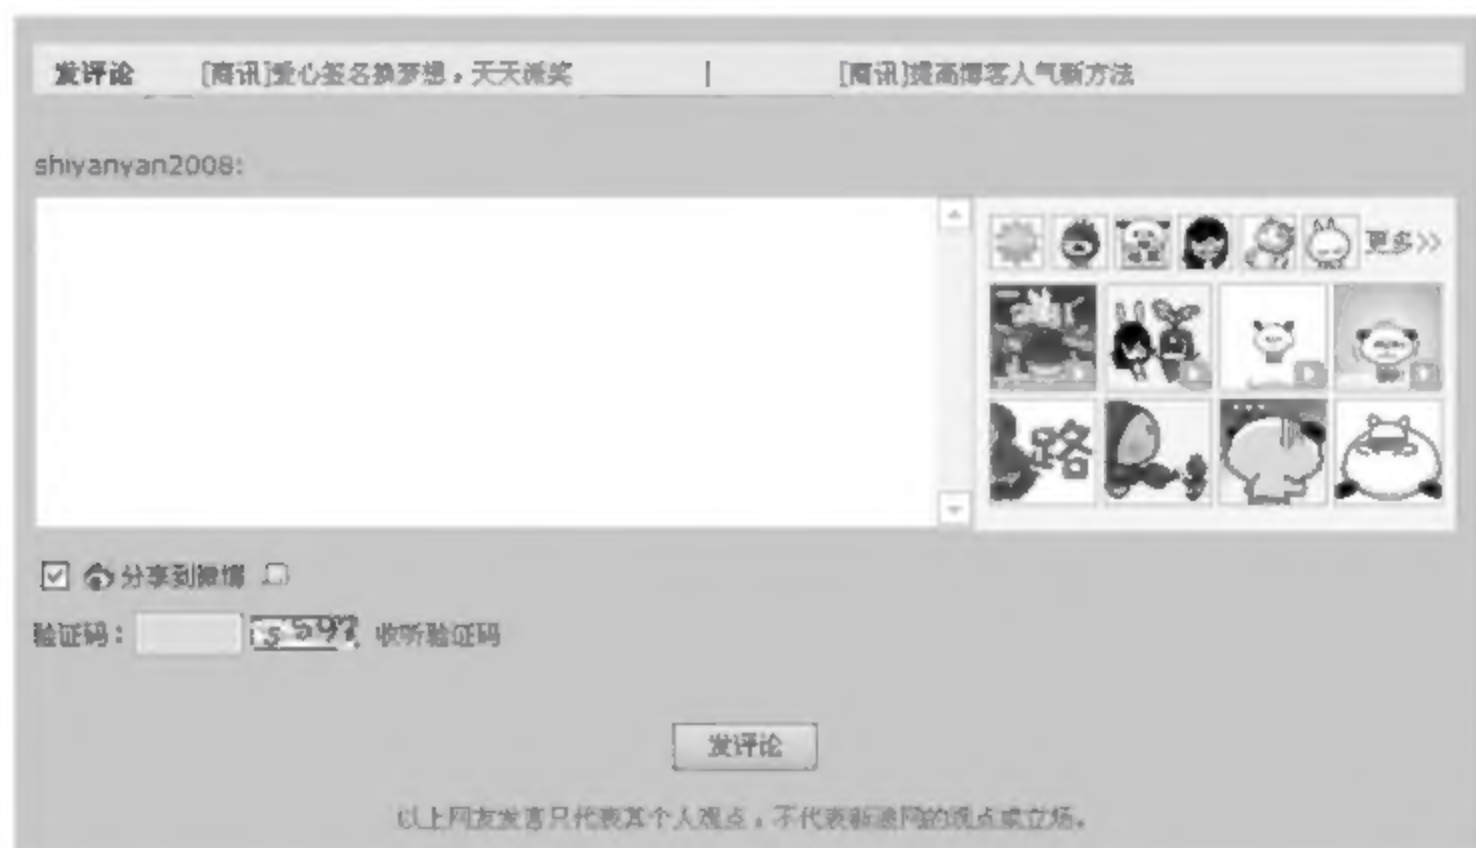 发评论 [商讯]爱心签名换梦想,天天微笑 | [商讯]提高博客人气新方法
shiyanyan2008:
更多>>
路
分享到微博
验证码: 收听验证码
发评论
以上网友发言只代表其个人观点,不代表新浪网的观点或立场。